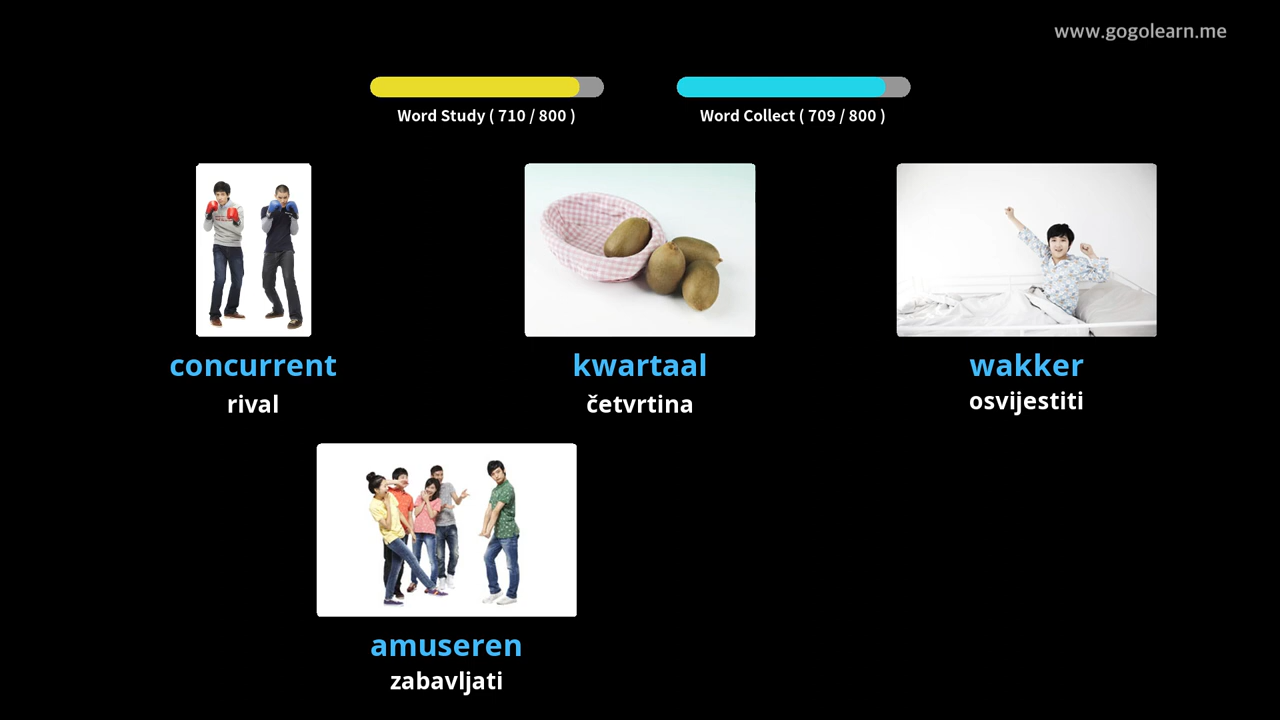 www.gogolearn.me
Word Study ( 710 / 800 )
Word Collect ( 709 / 800 )
concurrent
rival
kwartaal
četvrtina
wakker
osvijestiti
amuseren
zabavljati